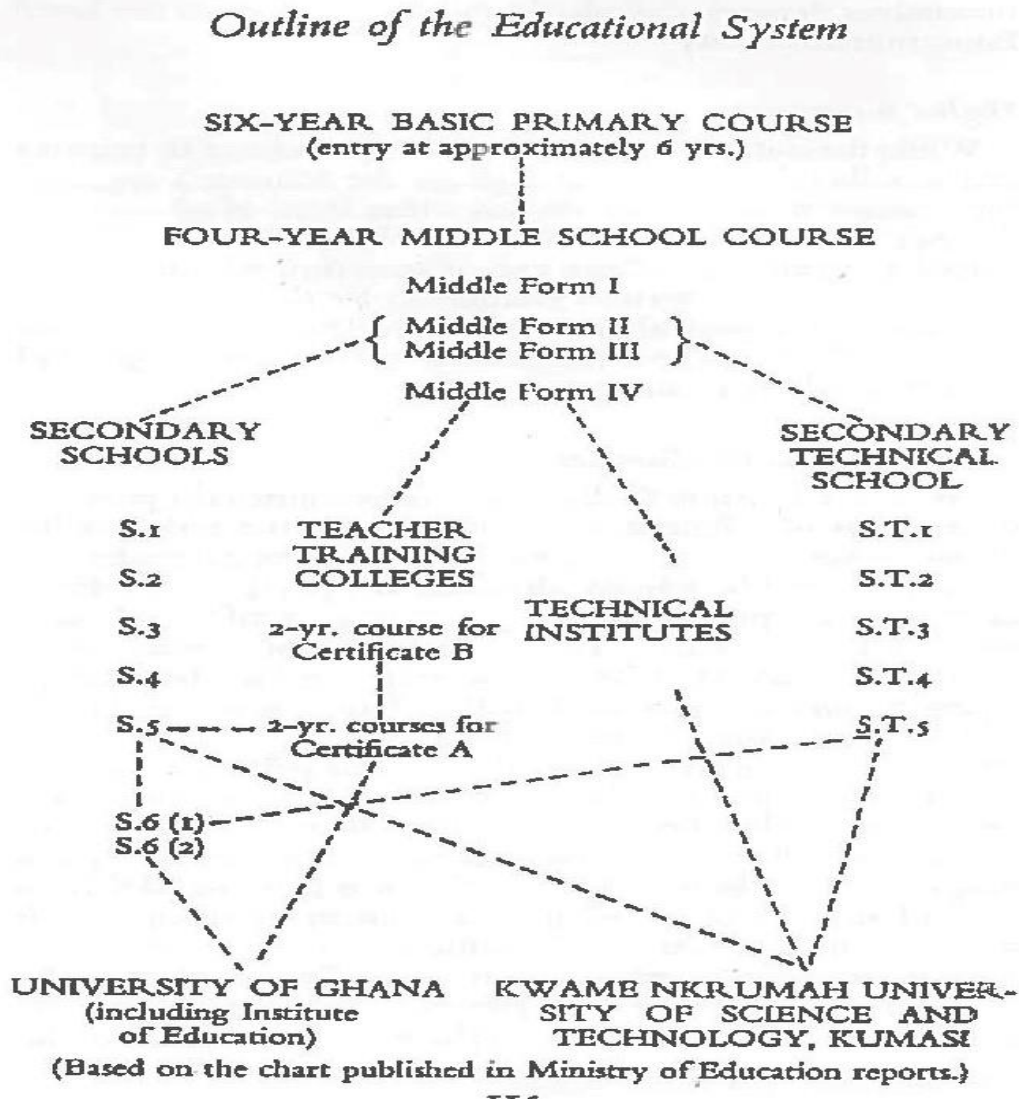 Outline of the Educational System
SIX-YEAR BASIC PRIMARY COURSE
(entry at approximately 6 yrs.)
FOUR-YEAR MIDDLE SCHOOL COURSE
Middle Form I
Middle Form II
Middle Form III
Middle Form IV
SECONDARY
SCHOOLS
S.1
S.2
S.3
S.4
S.5
S.6 (1)
S.6 (2)
TEACHER
TRAINING
COLLEGES
2-yr. course for
Certificate B
2-yr. courses for
Certificate A
TECHNICAL
INSTITUTES
SECONDARY
TECHNICAL
SCHOOL
S.T.1
S.T.2
S.T.3
S.T.4
S.T.5
UNIVERSITY OF GHANA
(including Institute
of Education)
KWAME NKRUMAH UNIVER-
SITY OF SCIENCE AND
TECHNOLOGY, KUMASI
(Based on the chart published in Ministry of Education reports.)